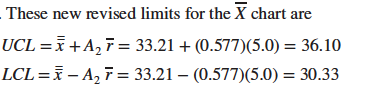 . These new revised limits for the X̅ chart are
UCL = x̿ + A₂ r̅ = 33.21 + (0.577)(5.0) = 36.10
LCL = x̿ − A₂ r̅ = 33.21 − (0.577)(5.0) = 30.33